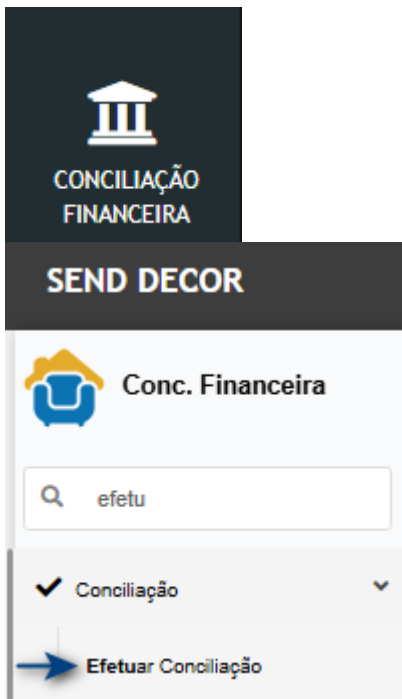 CONCILIAÇÃO
FINANCEIRA
SEND DECOR
Conc. Financeira
efetu
Conciliação
Efetuar Conciliação